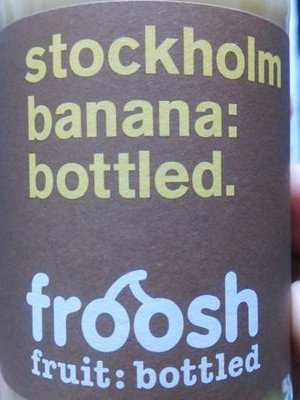 stockholm
banana:
bottled.
froosh
fruit: bottled